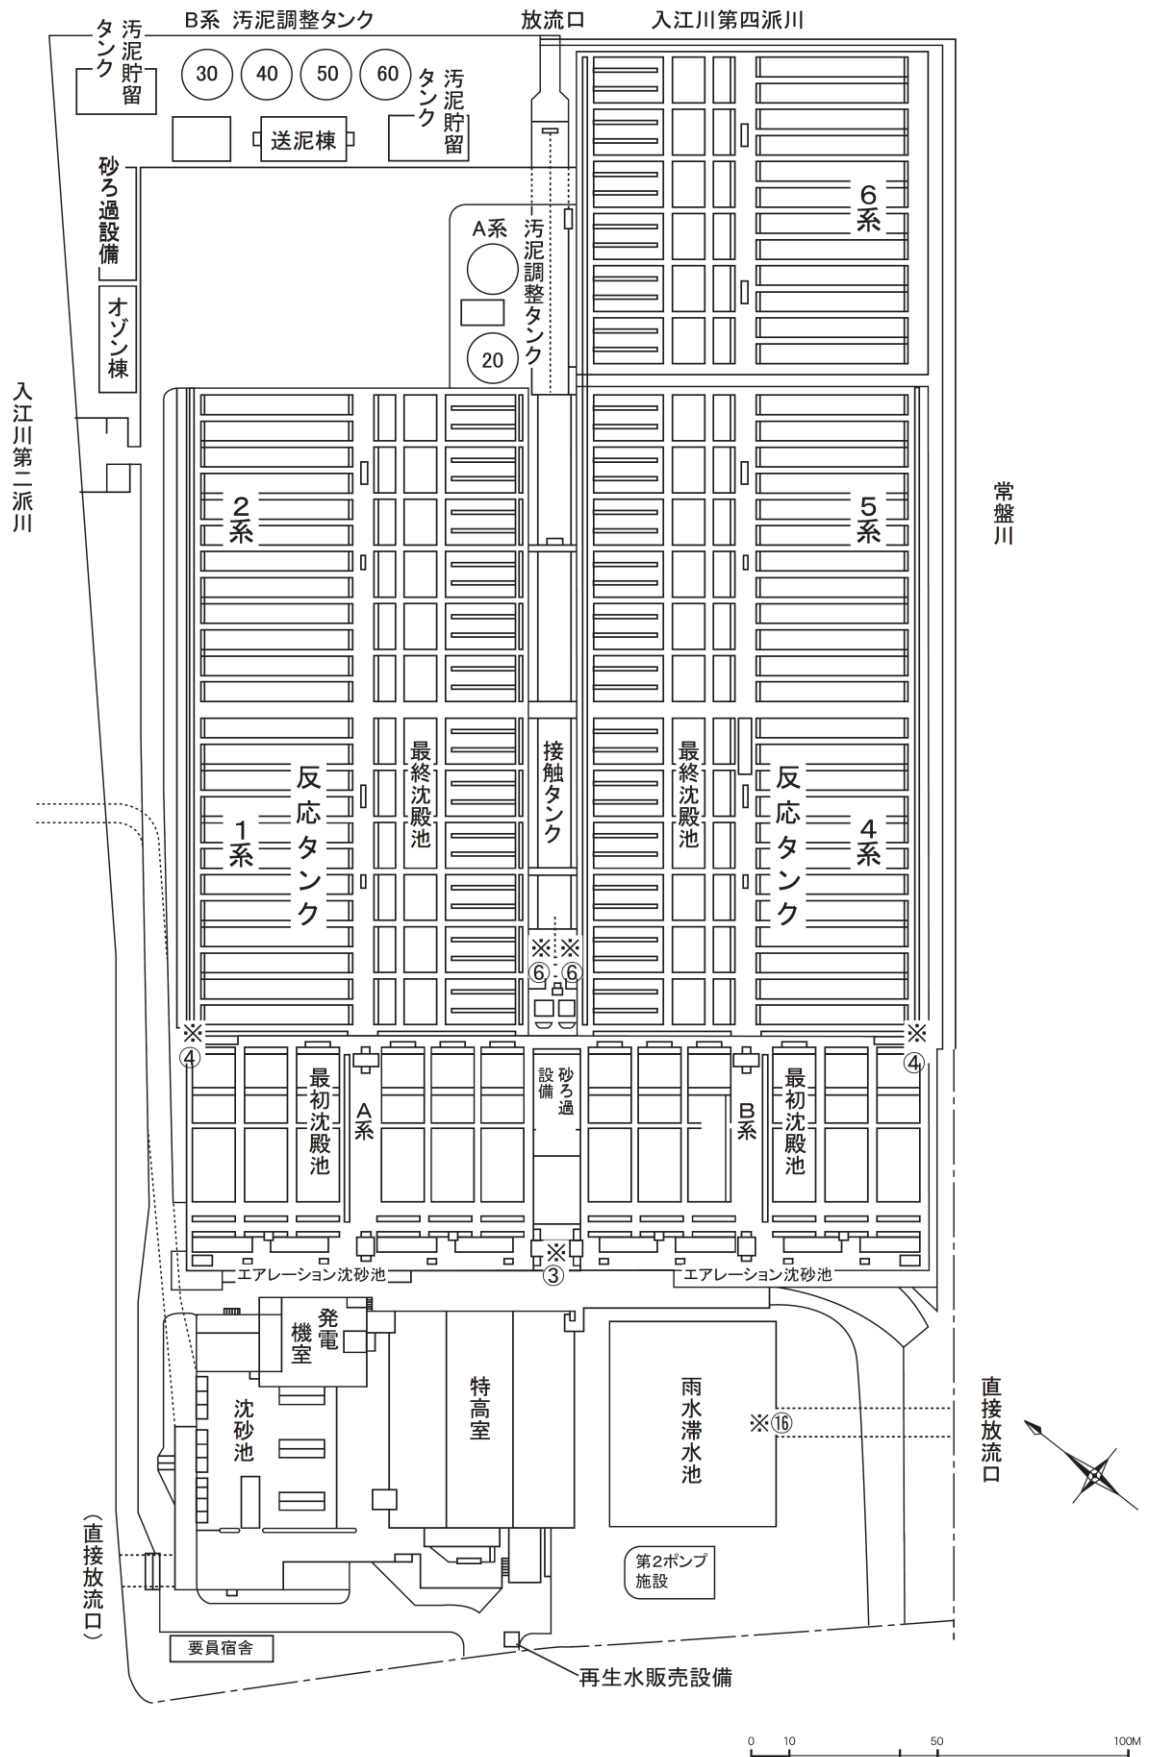 B系 汚泥調整タンク
放流口
入江川第四派川
汚泥貯留
タンク
30
40
50
60
汚泥貯留
タンク
送泥棟
砂ろ過設備
6系
A系
汚泥調整タンク
オゾン棟
20
入江川第二派川
2系
5系
常盤川
反応タンク
最終沈殿池
接触タンク
最終沈殿池
反応タンク
1系
4系
※
⑥
※
⑥
※
④
※
④
最初沈殿池
A系
砂ろ過
設備
B系
最初沈殿池
※
③
エアレーション沈砂池
エアレーション沈砂池
発電
機室
沈砂池
特高室
雨水滞水池
※⑯
直接放流口
(直接放流口)
第2ポンプ
施設
要員宿舎
再生水販売設備
0 10 50 100M